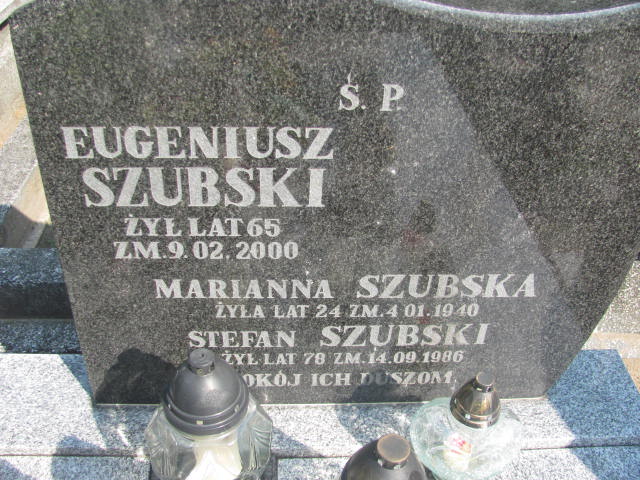 Ś. P.
EUGENIUSZ
SZUBSKI
ŻYŁ LAT 65
ZM. 9. 02. 2000
MARIANNA SZUBSKA
ŻYŁA LAT 24 ZM. 4 01. 1940
STEFAN SZUBSKI
ŻYŁ LAT 78 ZM. 14. 09. 1986
POKÓJ ICH DUSZOM.